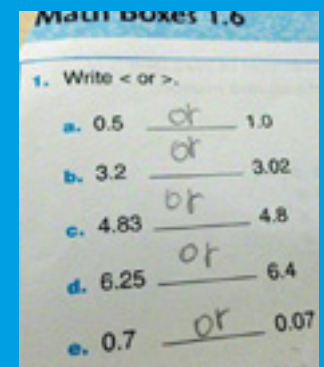 Math Boxes 1.6
1. Write < or >.
a. 0.5 or 1.0
b. 3.2 or 3.02
c. 4.83 or 4.8
d. 6.25 or 6.4
e. 0.7 or 0.07